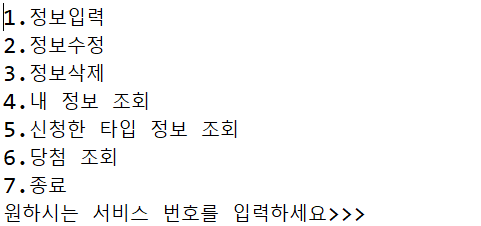 1.정보입력
2.정보수정
3.정보삭제
4.내 정보 조회
5.신청한 타입 정보 조회
6.당첨 조회
7.종료
원하시는 서비스 번호를 입력하세요>>>